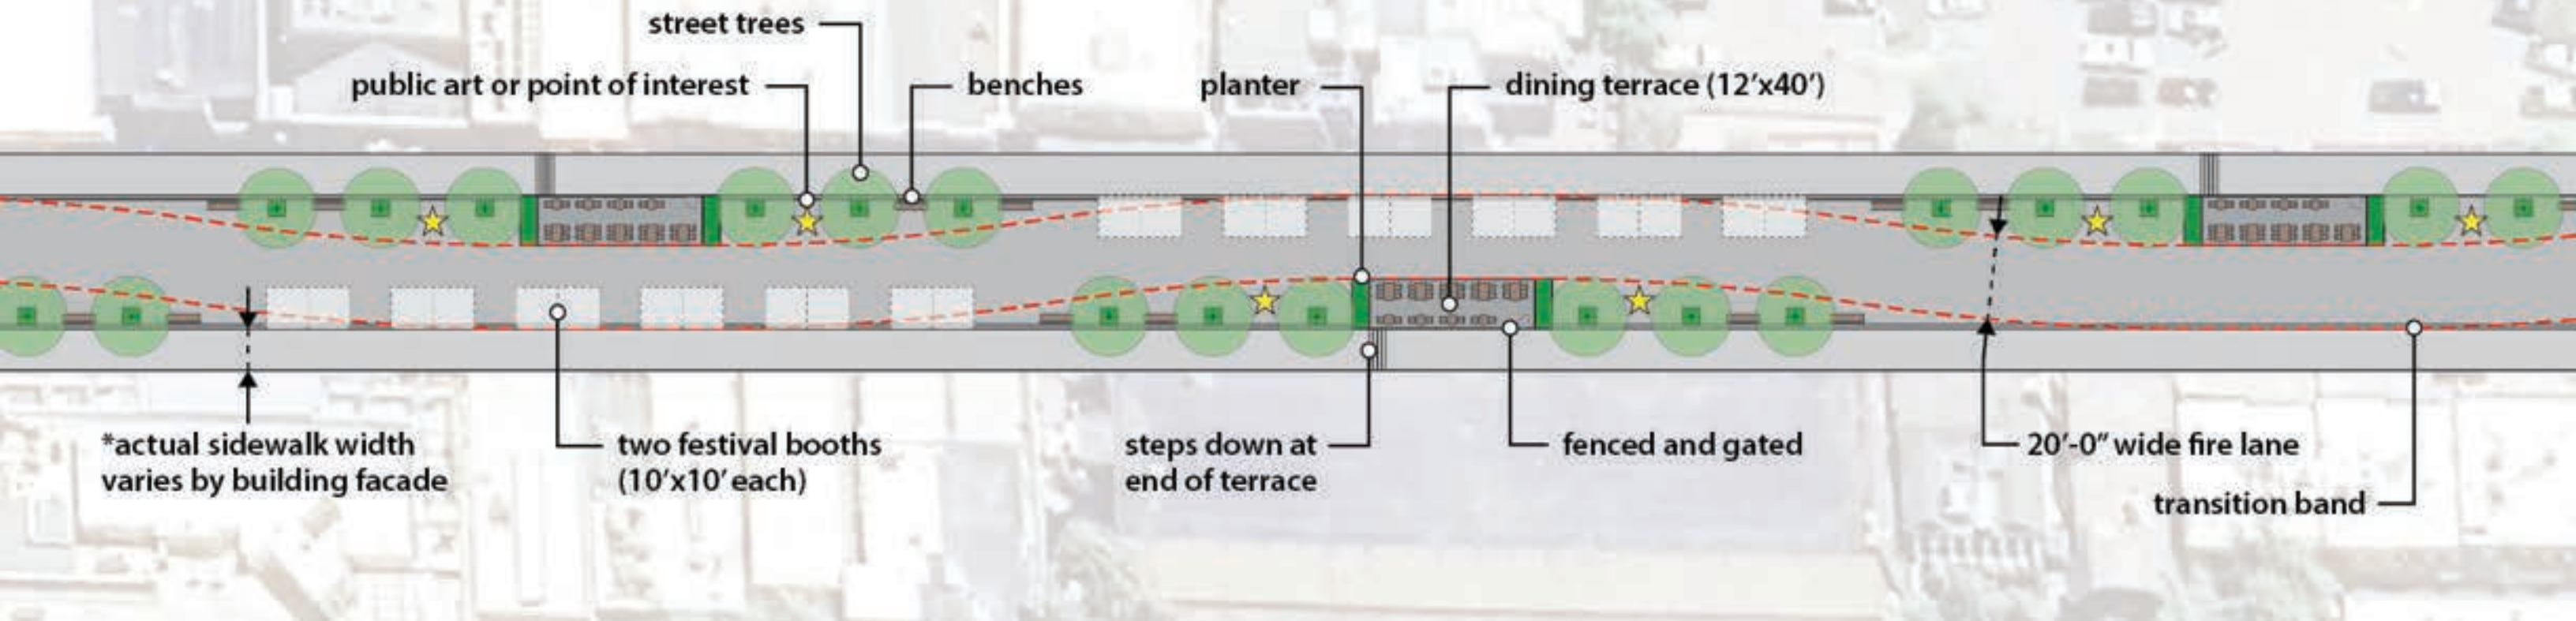 street trees
public art or point of interest
benches
planter
dining terrace (12'x40')
*actual sidewalk width
varies by building facade
two festival booths
(10'x10' each)
steps down at
end of terrace
fenced and gated
20'-0" wide fire lane
transition band